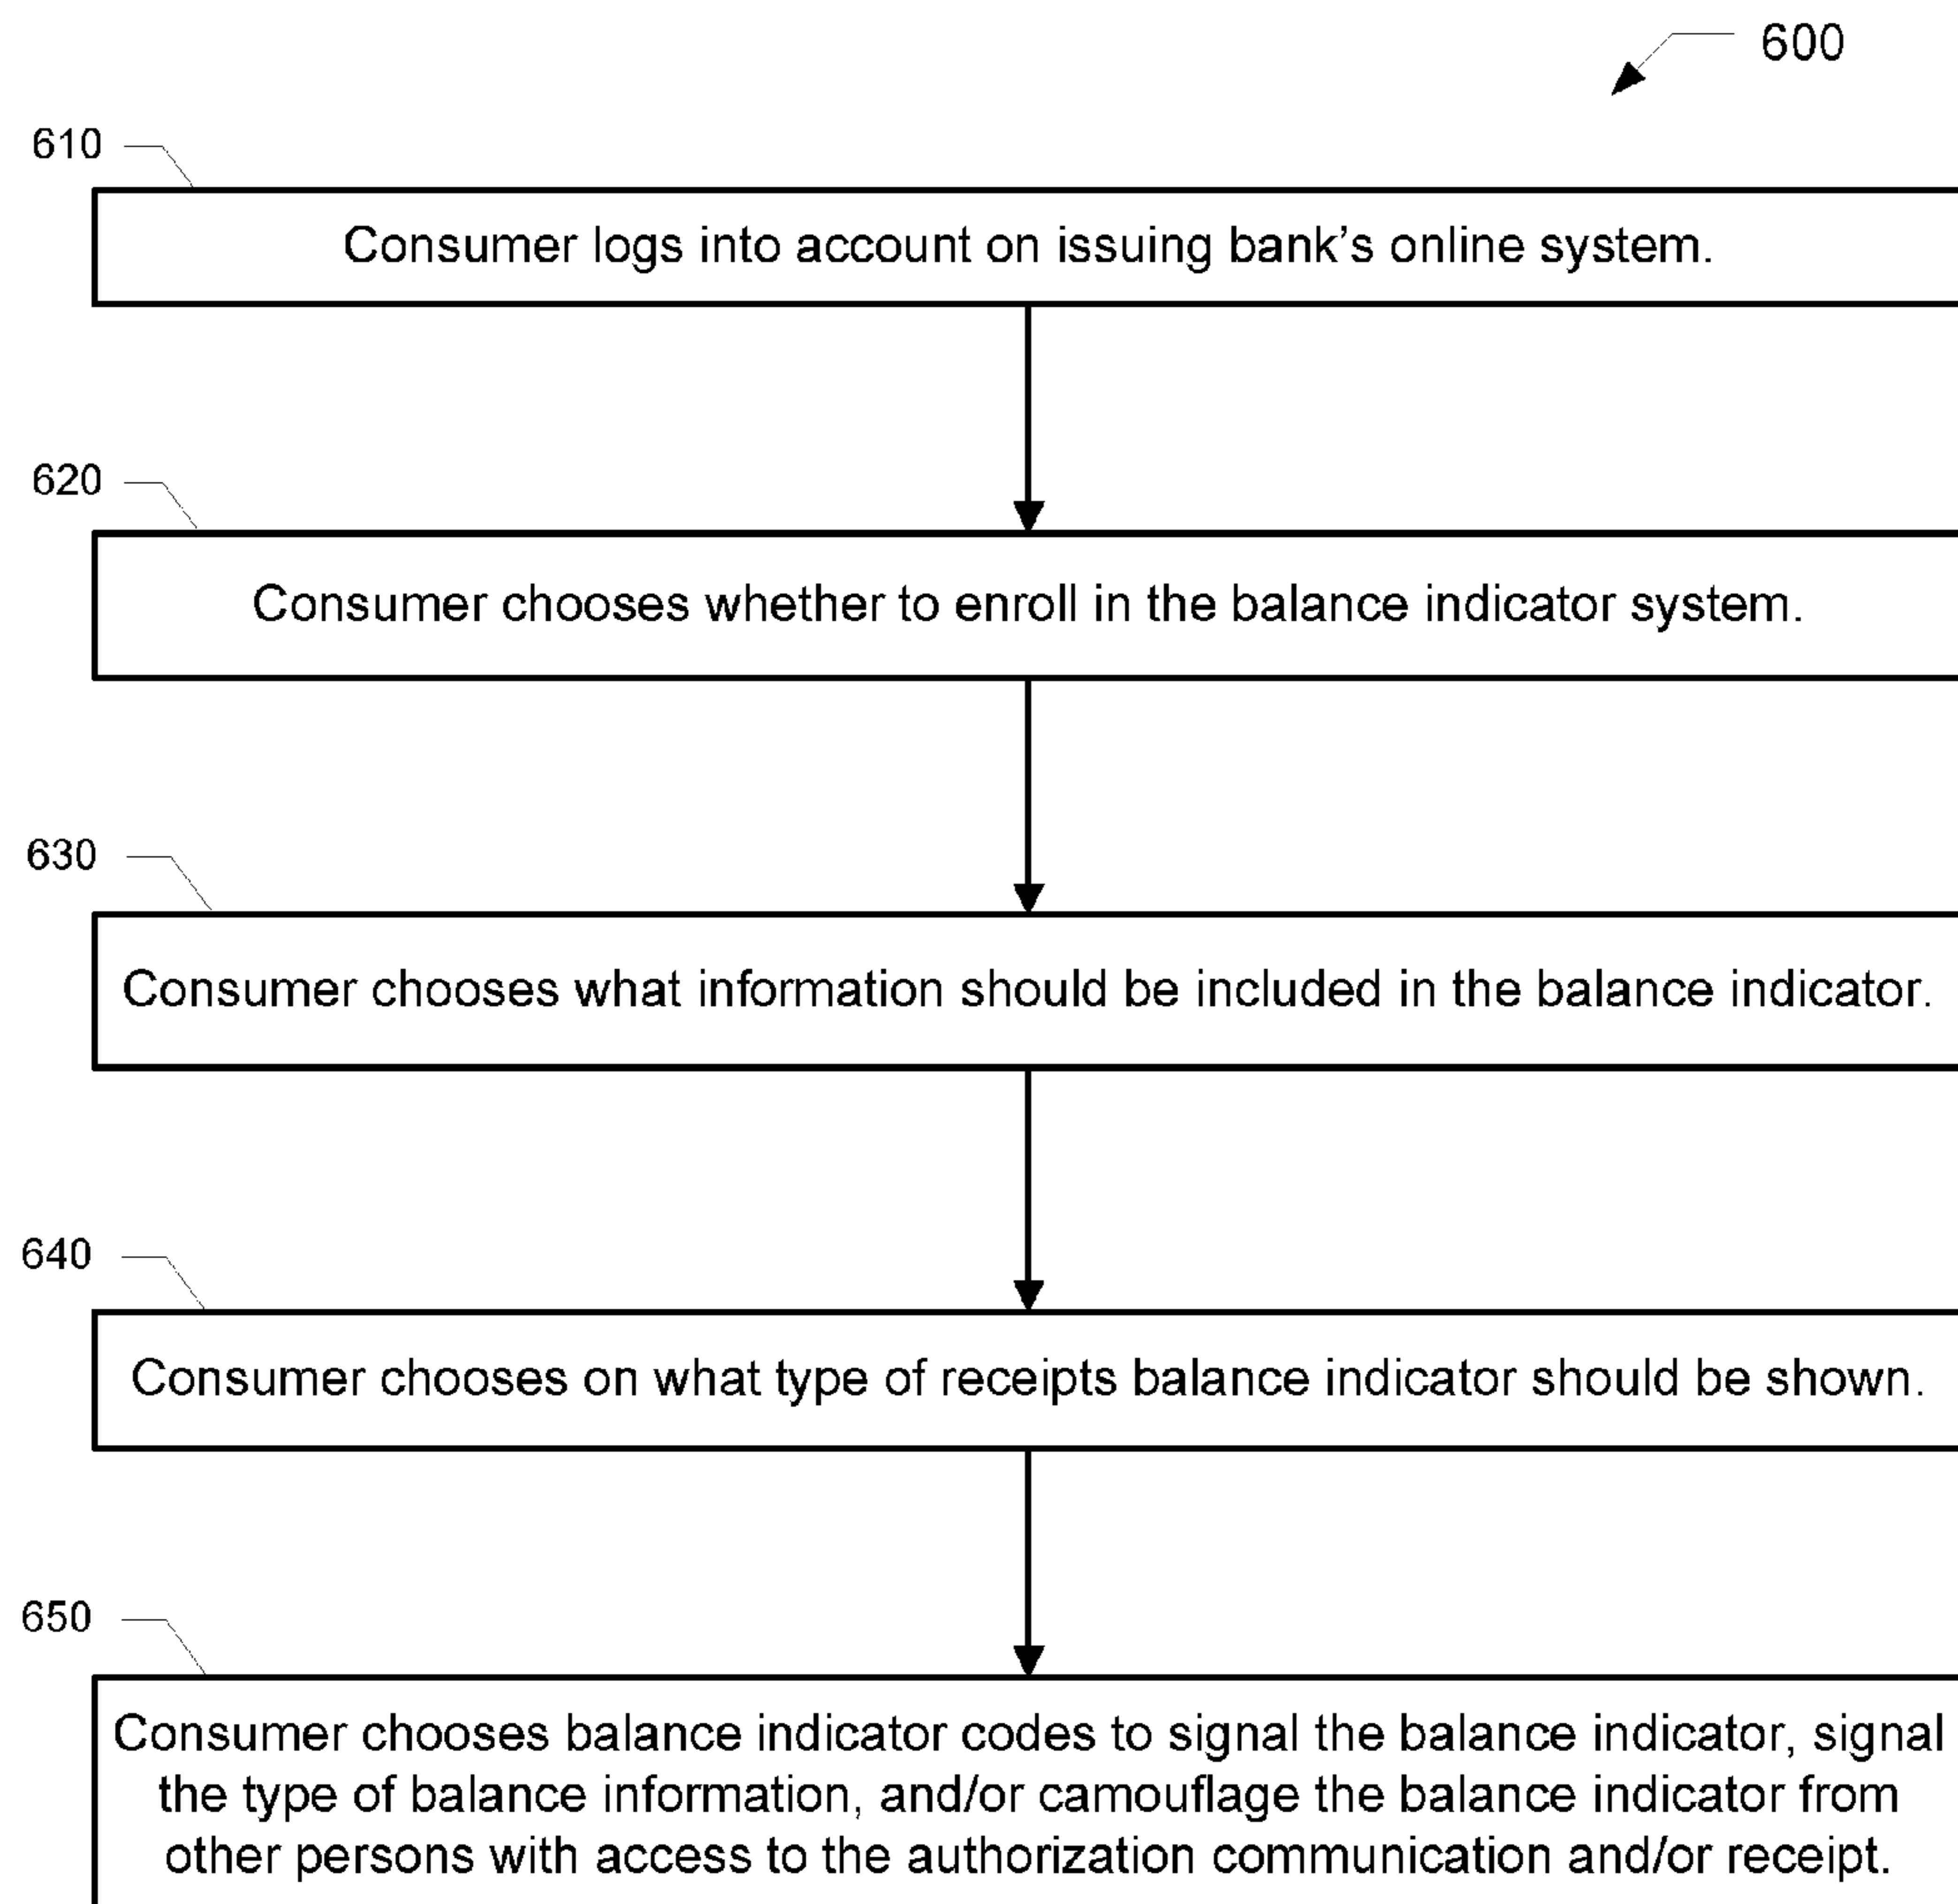 600
610
Consumer logs into account on issuing bank’s online system.
620
Consumer chooses whether to enroll in the balance indicator system.
630
Consumer chooses what information should be included in the balance indicator.
640
Consumer chooses on what type of receipts balance indicator should be shown.
650
Consumer chooses balance indicator codes to signal the balance indicator, signal
the type of balance information, and/or camouflage the balance indicator from
other persons with access to the authorization communication and/or receipt.